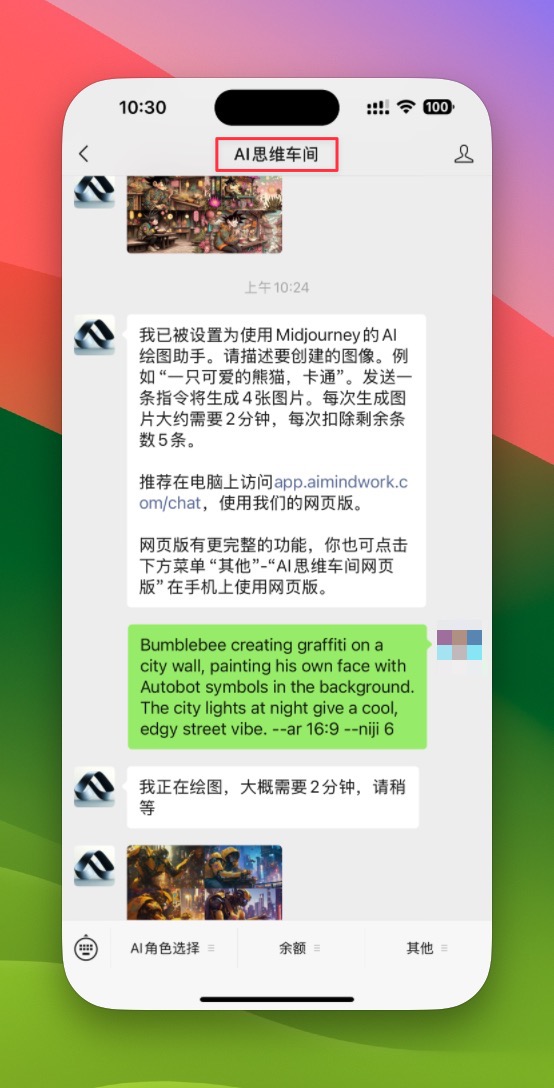 10:30
100
AI思维车间
上午10:24
我已被设置为使用Midjourney的AI
绘图助手。请描述要创建的图像。例
如“一只可爱的熊猫，卡通”。发送一
条指令将生成4张图片。每次生成图
片大约需要2分钟，每次扣除剩余条
数5条。
推荐在电脑上访问app.aimindwork.c
om/chat，使用我们的网页版。
网页版有更完整的功能，你也可点击
下方菜单“其他”-“AI思维车间网页
版”在手机上使用网页版。
Bumblebee creating graffiti on a
city wall, painting his own face with
Autobot symbols in the background.
The city lights at night give a cool,
edgy street vibe. --ar 16:9 --niji 6
我正在绘图，大概需要2分钟，请稍
等
AI角色选择 余额 其他